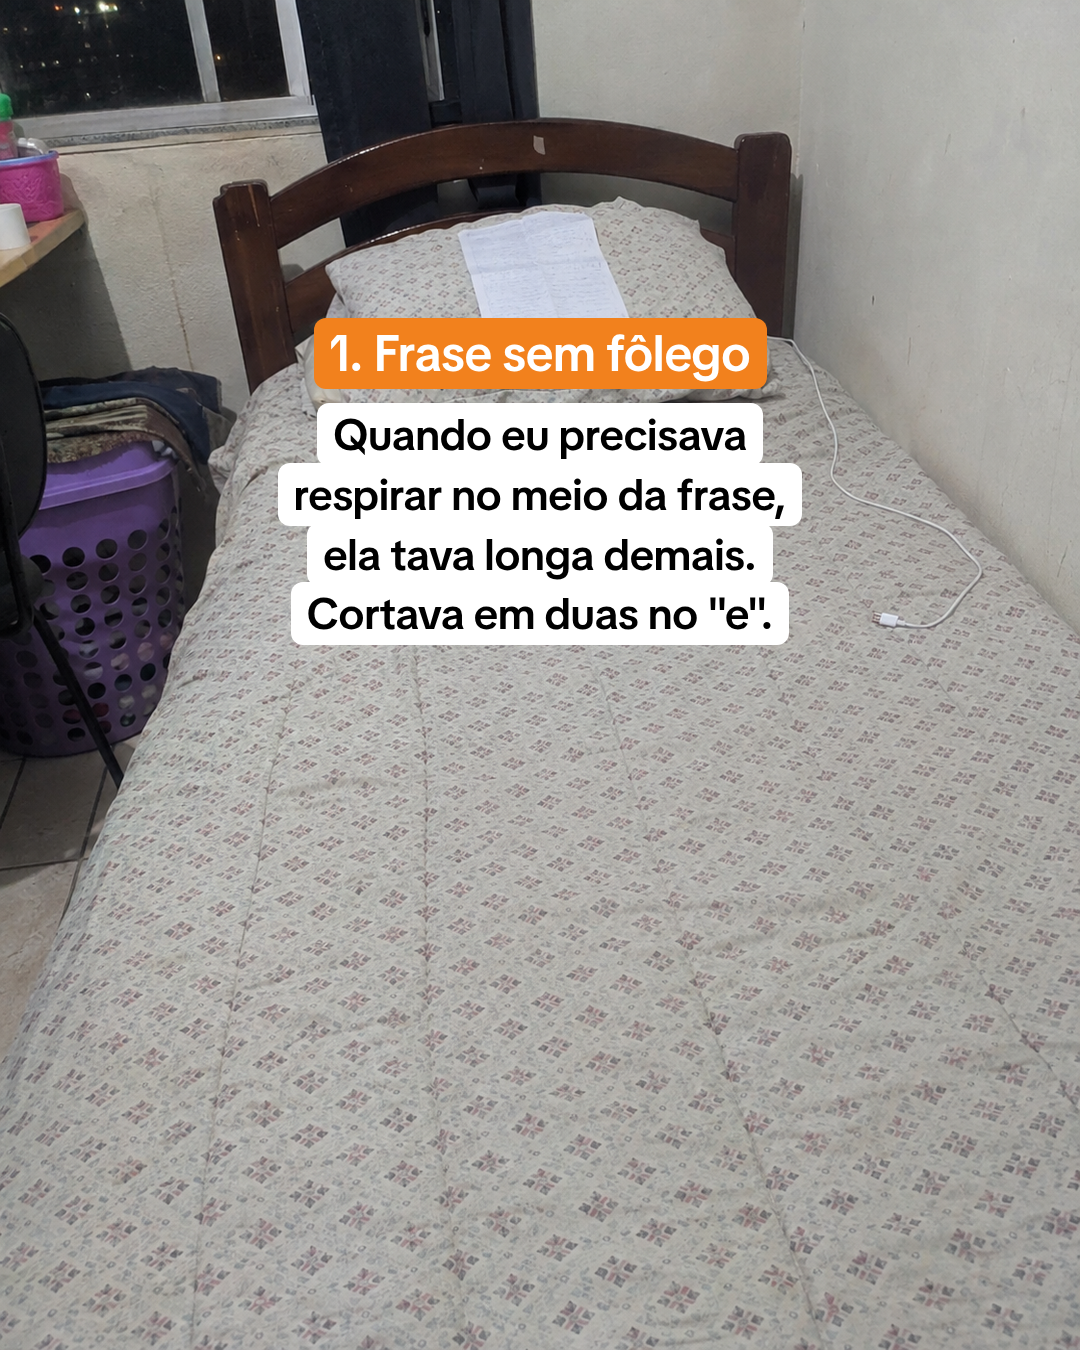 1. Frase sem fôlego
Quando eu precisava
respirar no meio da frase,
ela tava longa demais.
Cortava em duas no "e".